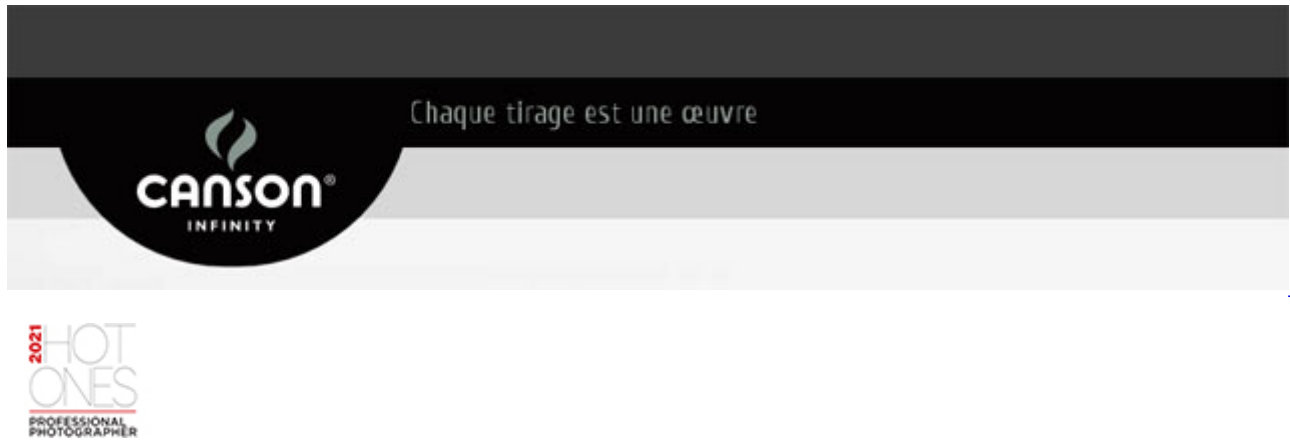 Chaque tirage est une œuvre
CANSON®
INFINITY
2021
HOT
ONES
PROFESSIONAL
PHOTOGRAPHER